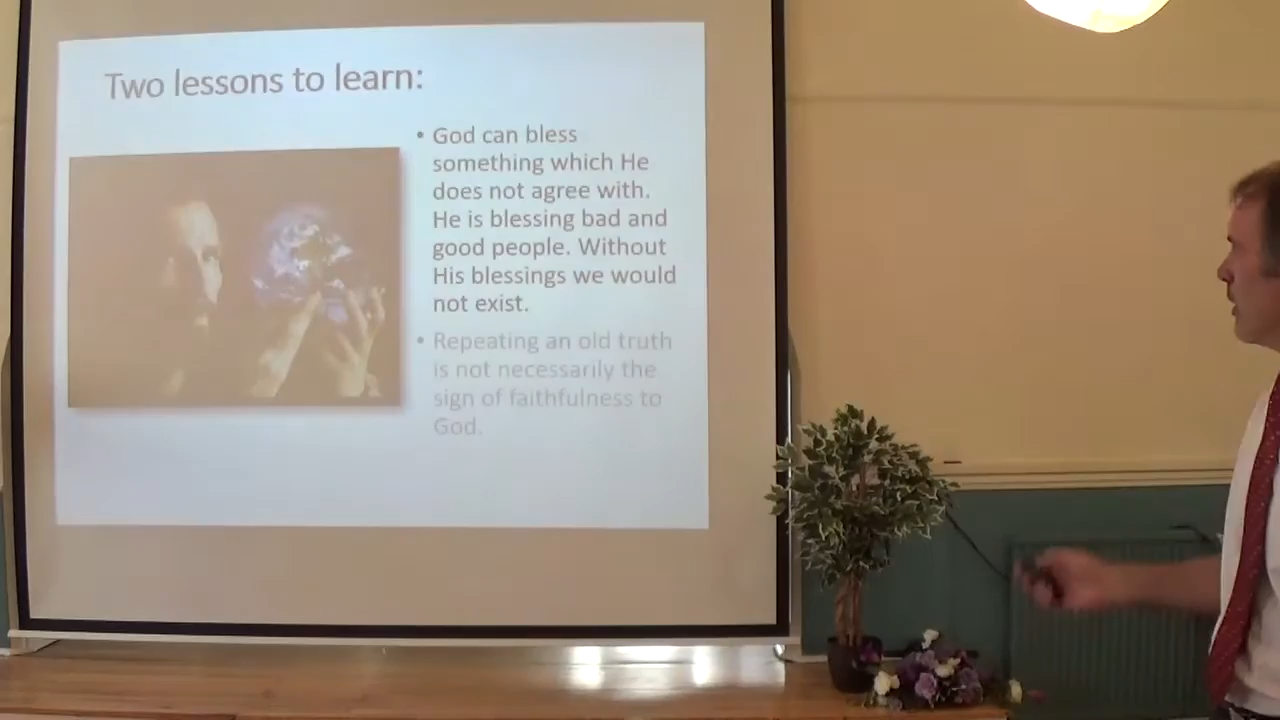 Two lessons to learn:
• God can bless
something which He
does not agree with.
He is blessing bad and
good people. Without
His blessings we would
not exist.
• Repeating an old truth
is not necessarily the
sign of faithfulness to
God.